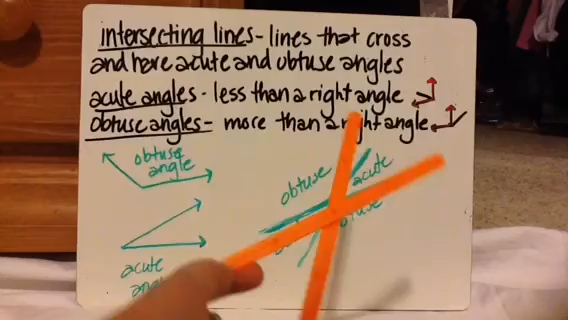 intersecting lines - lines that cross
and have acute and obtuse angles
acute angles - less than a right angle
obtuse angles - more than a right angle
obtuse
angle
obtuse
acute
acute